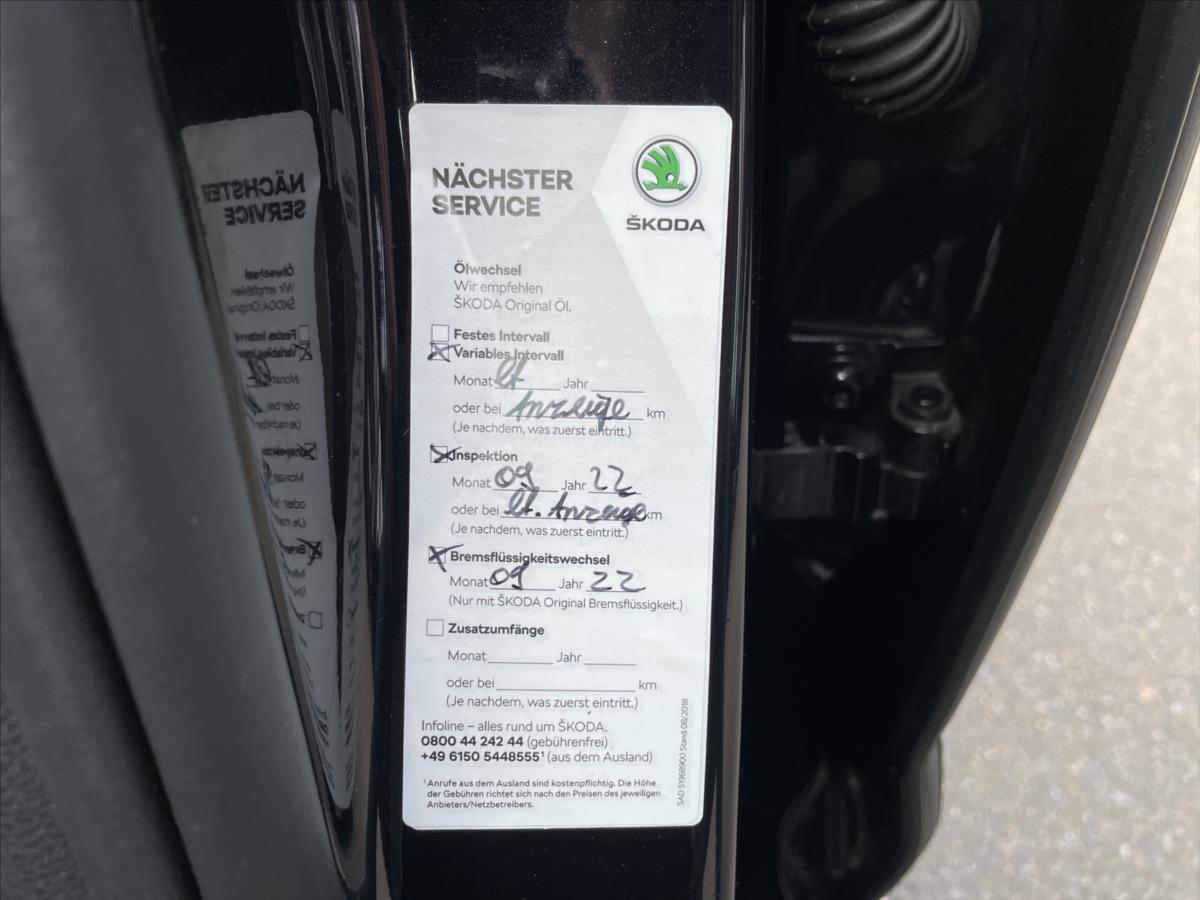 NÄCHSTER
SERVICE
ŠKODA
Ölwechsel
Wir empfehlen
ŠKODA Original Öl.
Festes Intervall
Variables Intervall
Monat lt Jahr
oder bei Anzeige km
(Je nachdem, was zuerst eintritt.)
Inspektion
Monat 09 Jahr 22
oder bei lt. Anzeige km
(Je nachdem, was zuerst eintritt.)
Bremsflüssigkeitswechsel
Monat 09 Jahr 22
(Nur mit ŠKODA Original Bremsflüssigkeit.)
Zusatzumfänge
Monat Jahr
oder bei km
(Je nachdem, was zuerst eintritt.)
Infoline – alles rund um ŠKODA.
0800 44 242 44 (gebührenfrei)
+49 6150 5448555¹ (aus dem Ausland)
¹ Anrufe aus dem Ausland sind kostenpflichtig. Die Höhe
der Gebühren richtet sich nach den Preisen des jeweiligen
Anbieters/Netzbetreibers.
SAD 51968900 Stand 08/2018